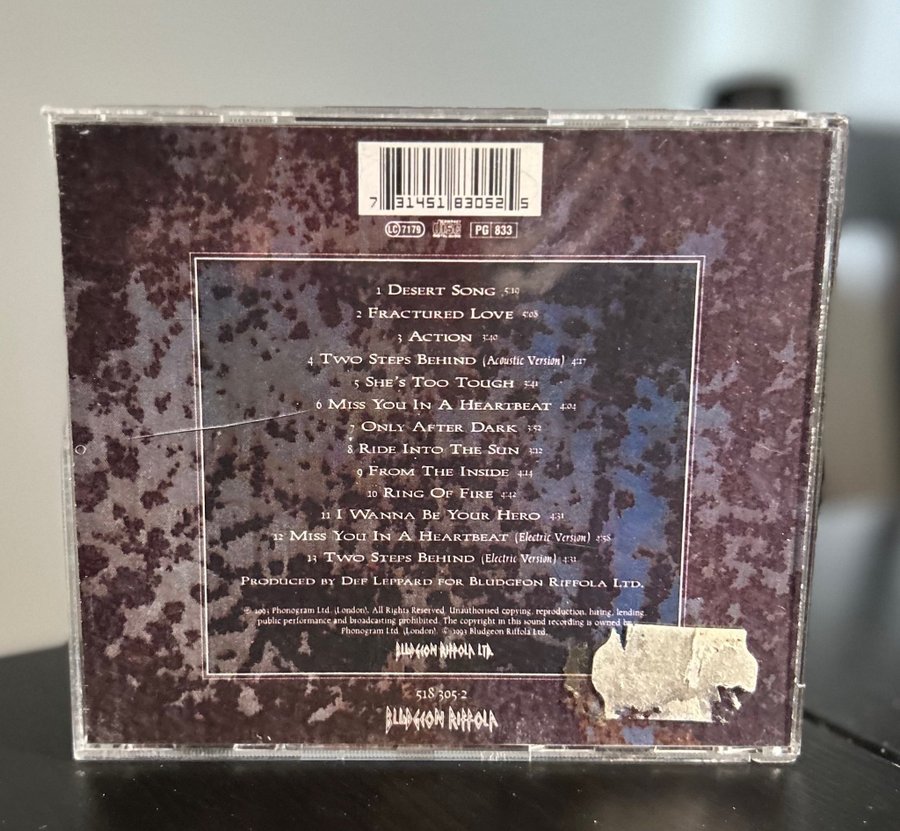 7 31451 83052 5
LC 7179 COMPACT disc DIGITAL AUDIO PG 833
1 DESERT SONG 5:19
2 FRACTURED LOVE 5:08
3 ACTION 3:40
4 TWO STEPS BEHIND (Acoustic Version) 4:17
5 SHE'S TOO TOUGH 3:41
6 MISS YOU IN A HEARTBEAT 4:04
7 ONLY AFTER DARK 3:52
8 RIDE INTO THE SUN 3:12
9 FROM THE INSIDE 4:14
10 RING OF FIRE 4:42
11 I WANNA BE YOUR HERO 4:31
12 MISS YOU IN A HEARTBEAT (Electric Version) 4:58
13 TWO STEPS BEHIND (Electric Version) 4:31
PRODUCED BY DEF LEPPARD FOR BLUDGEON RIFFOLA LTD.
℗ 1993 Phonogram Ltd. (London). All Rights Reserved. Unauthorised copying, reproduction, hiring, lending,
public performance and broadcasting prohibited. The copyright in this sound recording is owned by
Phonogram Ltd. (London). © 1993 Bludgeon Riffola Ltd.
BLUDGEON RIFFOLA LTD.
518 305-2
BLUDGEON RIFFOLA